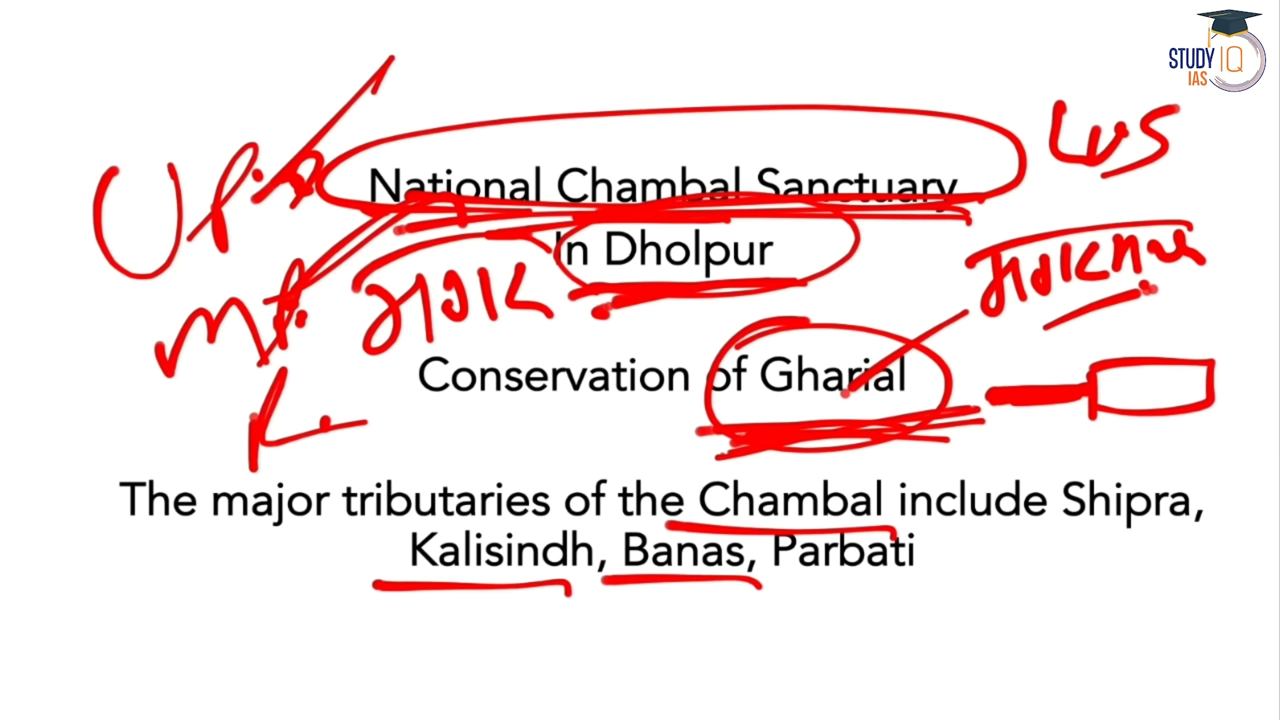 STUDY IQ
IAS
U.P.
WS
National Chambal Sanctuary
In Dholpur
M.P.
R.
Conservation of Gharial
The major tributaries of the Chambal include Shipra,
Kalisindh, Banas, Parbati